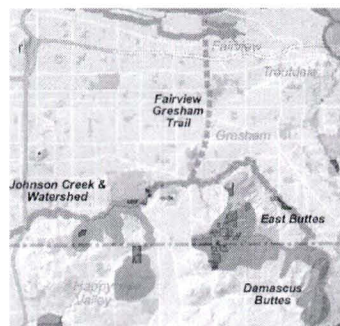 Fairview
Troutdale
Fairview
Gresham
Trail
Gresham
Johnson Creek &
Watershed
East Buttes
Happy
Valley
Damascus
Buttes